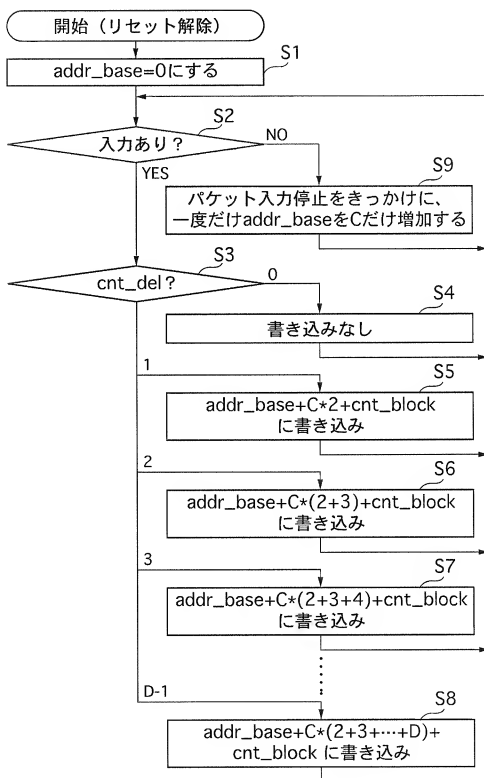 開始（リセット解除）
S1
addr_base=0にする
S2
入力あり？
NO
YES
S9
パケット入力停止をきっかけに、
一度だけaddr_baseをCだけ増加する
S3
cnt_del？
0
S4
書き込みなし
1
S5
addr_base+C*2+cnt_block
に書き込み
2
S6
addr_base+C*(2+3)+cnt_block
に書き込み
3
S7
addr_base+C*(2+3+4)+cnt_block
に書き込み
D-1
S8
addr_base+C*(2+3+…+D)+
cnt_block に書き込み